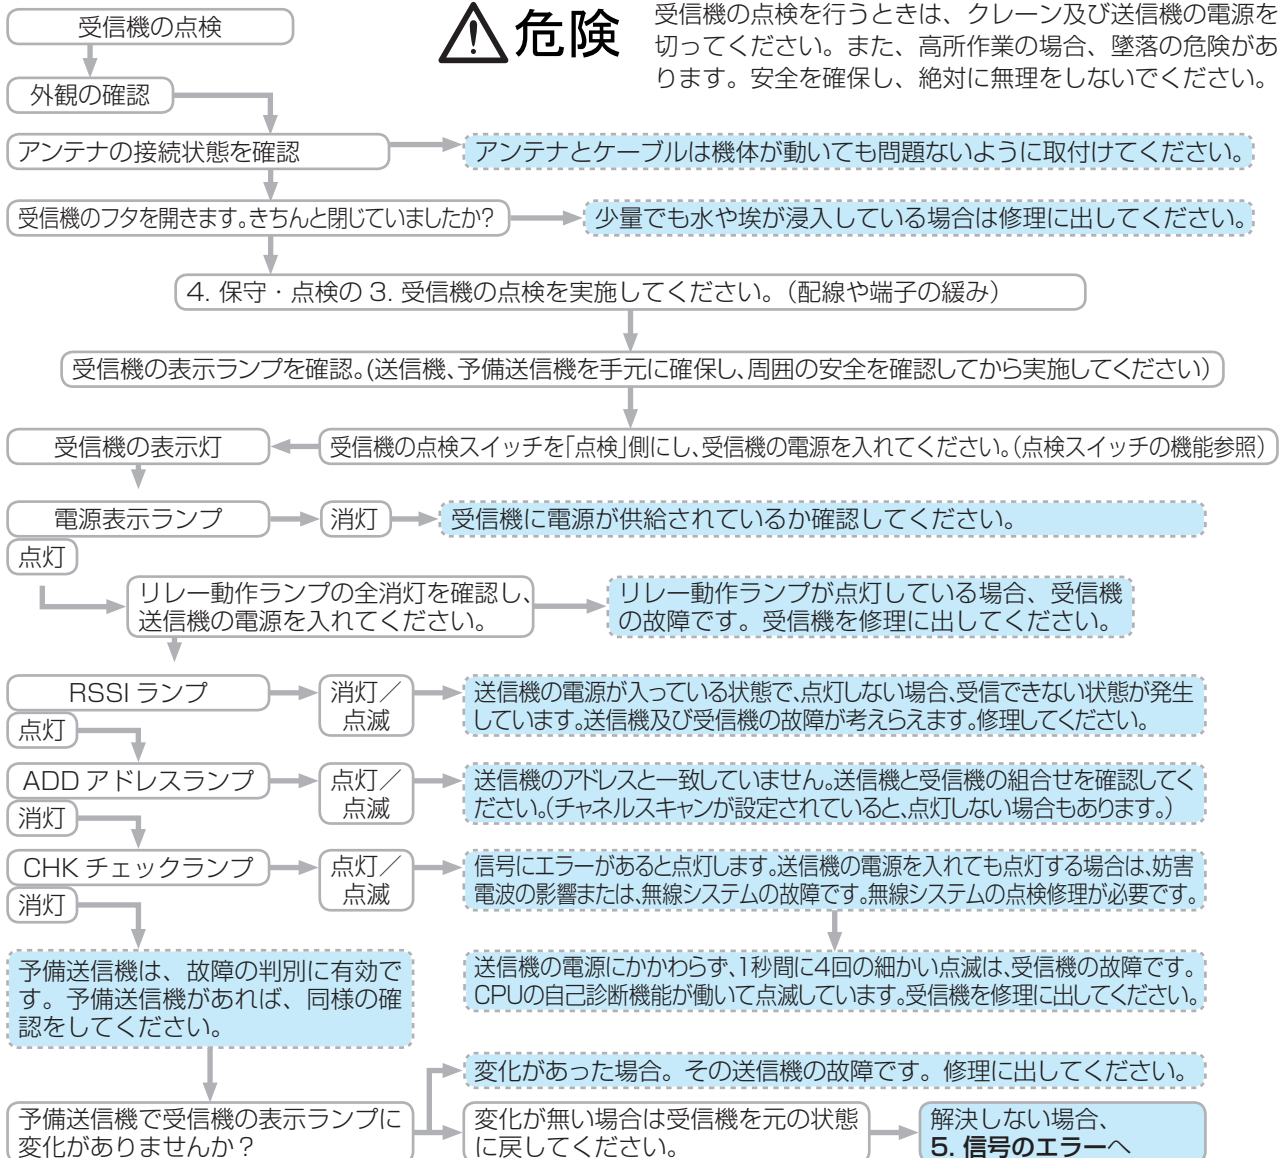 受信機の点検
危険
受信機の点検を行うときは、クレーン及び送信機の電源を
切ってください。また、高所作業の場合、墜落の危険があ
ります。安全を確保し、絶対に無理をしないでください。
外観の確認
アンテナの接続状態を確認
アンテナとケーブルは機体が動いても問題ないように取付けてください。
受信機のフタを開きます。きちんと閉じていましたか?
少量でも水や埃が浸入している場合は修理に出してください。
4. 保守・点検の 3. 受信機の点検を実施してください。（配線や端子の緩み）
受信機の表示ランプを確認。(送信機、予備送信機を手元に確保し、周囲の安全を確認してから実施してください）
受信機の表示灯
受信機の点検スイッチを「点検」側にし、受信機の電源を入れてください。（点検スイッチの機能参照）
電源表示ランプ
消灯
受信機に電源が供給されているか確認してください。
点灯
リレー動作ランプの全消灯を確認し、
送信機の電源を入れてください。
リレー動作ランプが点灯している場合、受信機
の故障です。受信機を修理に出してください。
RSSI ランプ
消灯／
点滅
送信機の電源が入っている状態で、点灯しない場合、受信できない状態が発生
しています。送信機及び受信機の故障が考えらえます。修理してください。
点灯
ADD アドレスランプ
点灯／
点滅
送信機のアドレスと一致していません。送信機と受信機の組合せを確認してく
ださい。（チャネルスキャンが設定されていると、点灯しない場合もあります。）
消灯
CHK チェックランプ
点灯／
点滅
信号にエラーがあると点灯します。送信機の電源を入れても点灯する場合は、妨害
電波の影響または、無線システムの故障です。無線システムの点検修理が必要です。
消灯
予備送信機は、故障の判別に有効で
す。予備送信機があれば、同様の確
認をしてください。
送信機の電源にかかわらず、1秒間に4回の細かい点滅は、受信機の故障です。
CPUの自己診断機能が働いて点滅しています。受信機を修理に出してください。
変化があった場合。その送信機の故障です。修理に出してください。
予備送信機で受信機の表示ランプに
変化がありませんか？
変化が無い場合は受信機を元の状態
に戻してください。
解決しない場合、
5. 信号のエラーへ